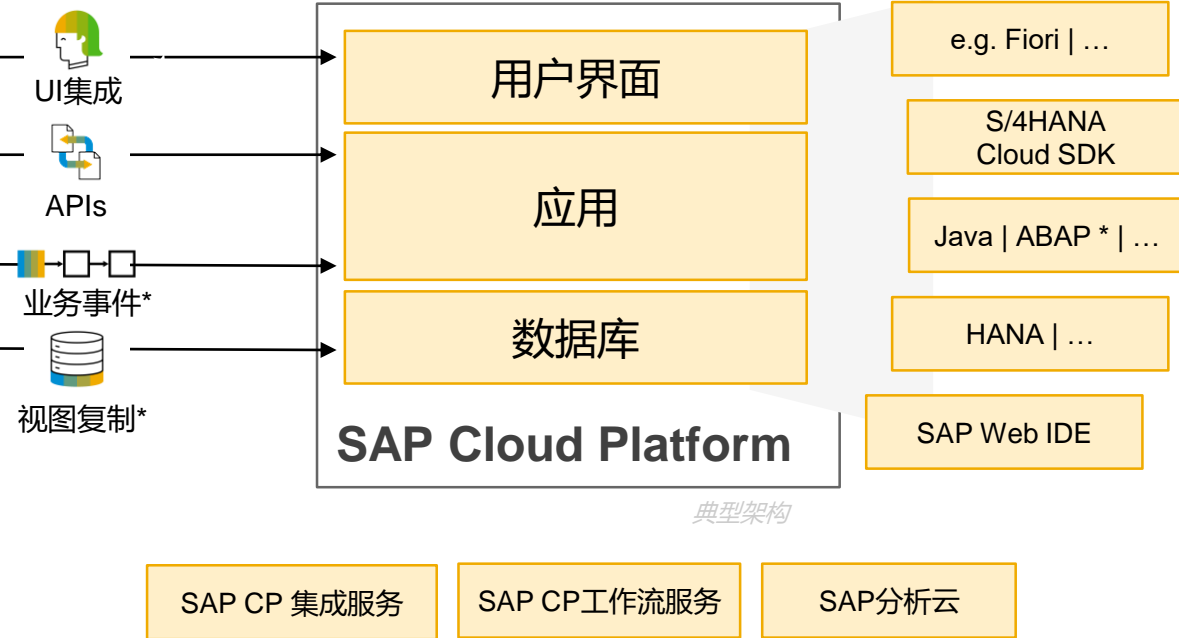 UI集成
APIs
业务事件*
视图复制*
用户界面
应用
数据库
SAP Cloud Platform
典型架构
e.g. Fiori | …
S/4HANA
Cloud SDK
Java | ABAP * | …
HANA | …
SAP Web IDE
SAP CP 集成服务
SAP CP工作流服务
SAP分析云